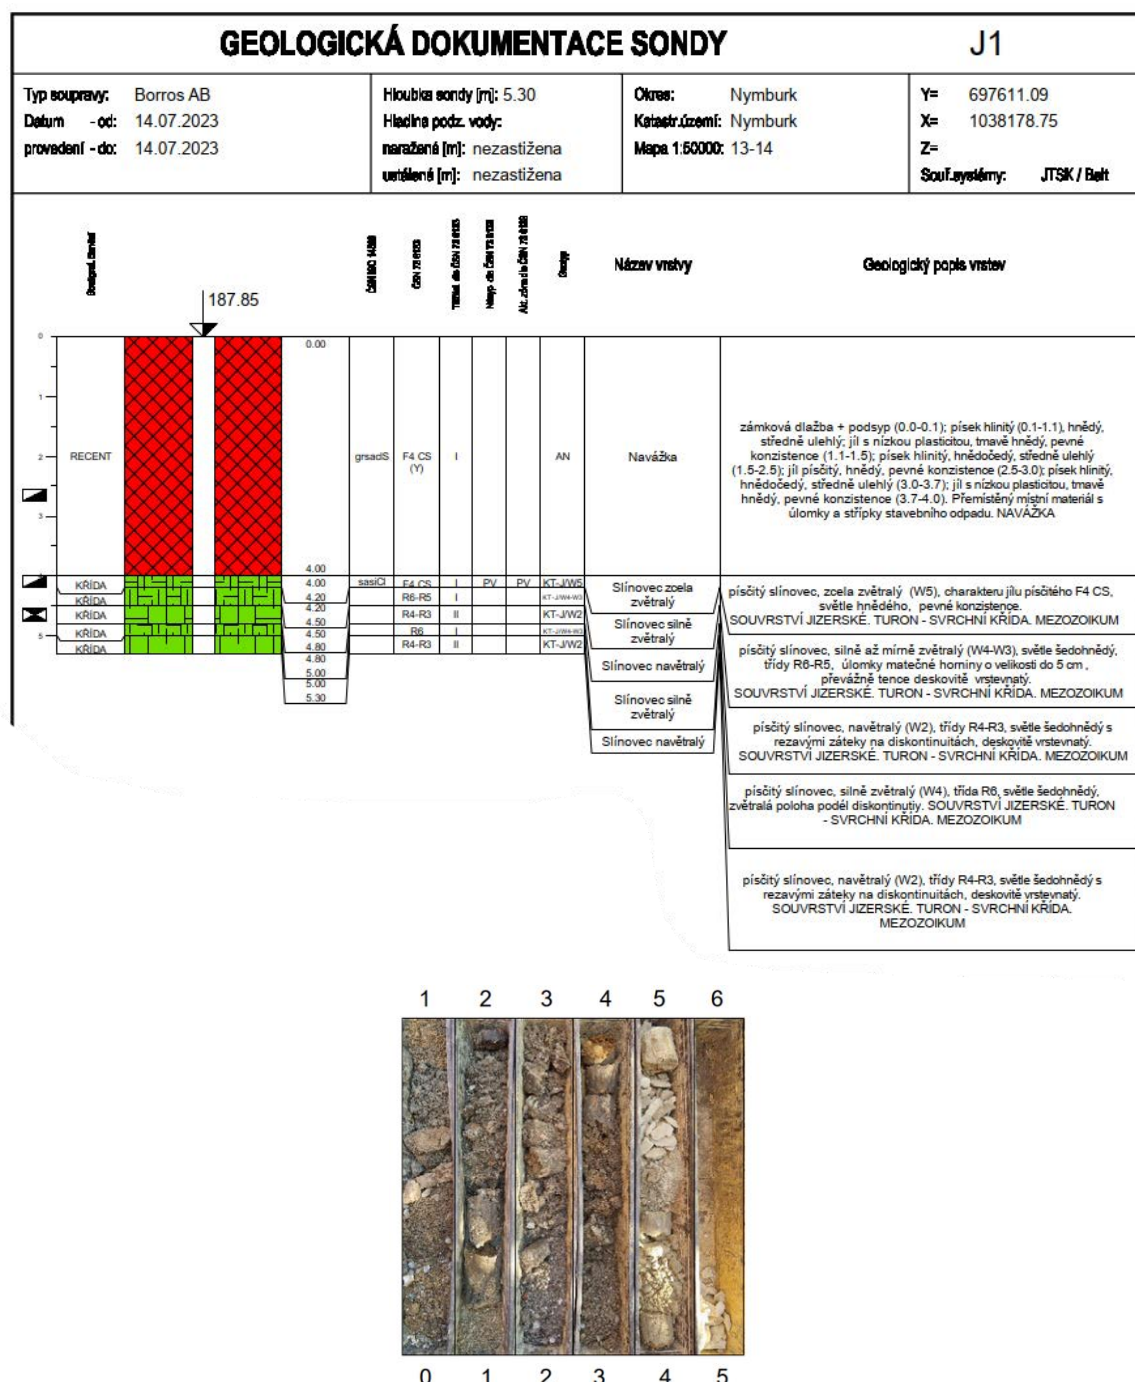 GEOLOGICKÁ DOKUMENTACE SONDY J1
Typ soupravy: Borros AB
Datum - od: 14.07.2023
provedení - do: 14.07.2023
Hloubka sondy [m]: 5.30
Hladina podz. vody:
naražená [m]: nezastižena
ustálená [m]: nezastižena
Okres: Nymburk
Katastr.území: Nymburk
Mapa 1:50000: 13-14
Y= 697611.09
X= 1038178.75
Z=
Souř.systémy: JTSK / Balt
Název vrstvy
Geologický popis vrstev
187.85
0
1
2
3
5
0.00
4.00
RECENT
grsadS
F4 CS
(Y)
I
AN
Navážka
zámková dlažba + podsyp (0.0-0.1); písek hlinitý (0.1-1.1), hnědý,
středně ulehlý; jíl s nízkou plasticitou, tmavě hnědý, pevné
konzistence (1.1-1.5); písek hlinitý, hnědočedý, středně ulehlý
(1.5-2.5); jíl písčitý, hnědý, pevné konzistence (2.5-3.0); písek hlinitý,
hnědočedý, středně ulehlý (3.0-3.7); jíl s nízkou plasticitou, tmavě
hnědý, pevné konzistence (3.7-4.0). Přemístěný místní materiál s
úlomky a střípky stavebního odpadu. NAVÁŽKA
KŘÍDA 4.00 sasiCl F4 CS I PV PV KT-J/W5
KŘÍDA 4.20 R6-R5 I KT-J/W4-W3
4.20
KŘÍDA 4.50 R4-R3 II KT-J/W2
KŘÍDA 4.50 R6 I KT-J/W4-W3
KŘÍDA 4.80 R4-R3 II KT-J/W2
4.80
5.00
5.00
5.30
Slínovec zcela
zvětralý
Slínovec silně
zvětralý
Slínovec navětralý
Slínovec silně
zvětralý
Slínovec navětralý
písčitý slínovec, zcela zvětralý (W5), charakteru jílu písčitého F4 CS,
světle hnědého, pevné konzistence.
SOUVRSTVÍ JIZERSKÉ. TURON - SVRCHNÍ KŘÍDA. MEZOZOIKUM
písčitý slínovec, silně až mírně zvětralý (W4-W3), světle šedohnědý,
třídy R6-R5, úlomky matečné horniny o velikosti do 5 cm ,
převážně tence deskovitě vrstevnatý.
SOUVRSTVÍ JIZERSKÉ. TURON - SVRCHNÍ KŘÍDA. MEZOZOIKUM
písčitý slínovec, navětralý (W2), třídy R4-R3, světle šedohnědý s
rezavými záteky na diskontinuitách, deskovitě vrstevnatý.
SOUVRSTVÍ JIZERSKÉ. TURON - SVRCHNÍ KŘÍDA. MEZOZOIKUM
písčitý slínovec, silně zvětralý (W4), třída R6, světle šedohnědý,
zvětralá poloha podél diskontinutiy. SOUVRSTVÍ JIZERSKÉ. TURON
- SVRCHNÍ KŘÍDA. MEZOZOIKUM
písčitý slínovec, navětralý (W2), třídy R4-R3, světle šedohnědý s
rezavými záteky na diskontinuitách, deskovitě vrstevnatý.
SOUVRSTVÍ JIZERSKÉ. TURON - SVRCHNÍ KŘÍDA.
MEZOZOIKUM
1 2 3 4 5 6
0 1 2 3 4 5